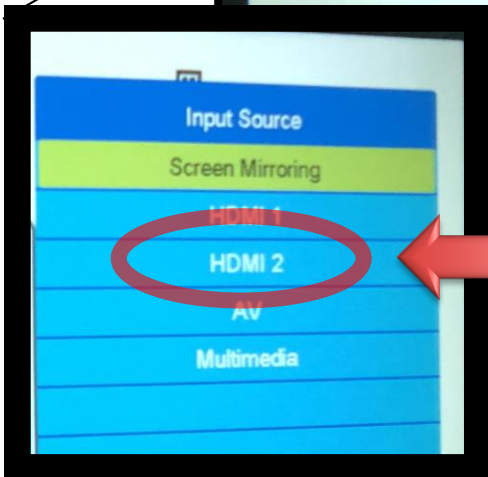 Input Source
Screen Mirroring
HDMI 1
HDMI 2
AV
Multimedia